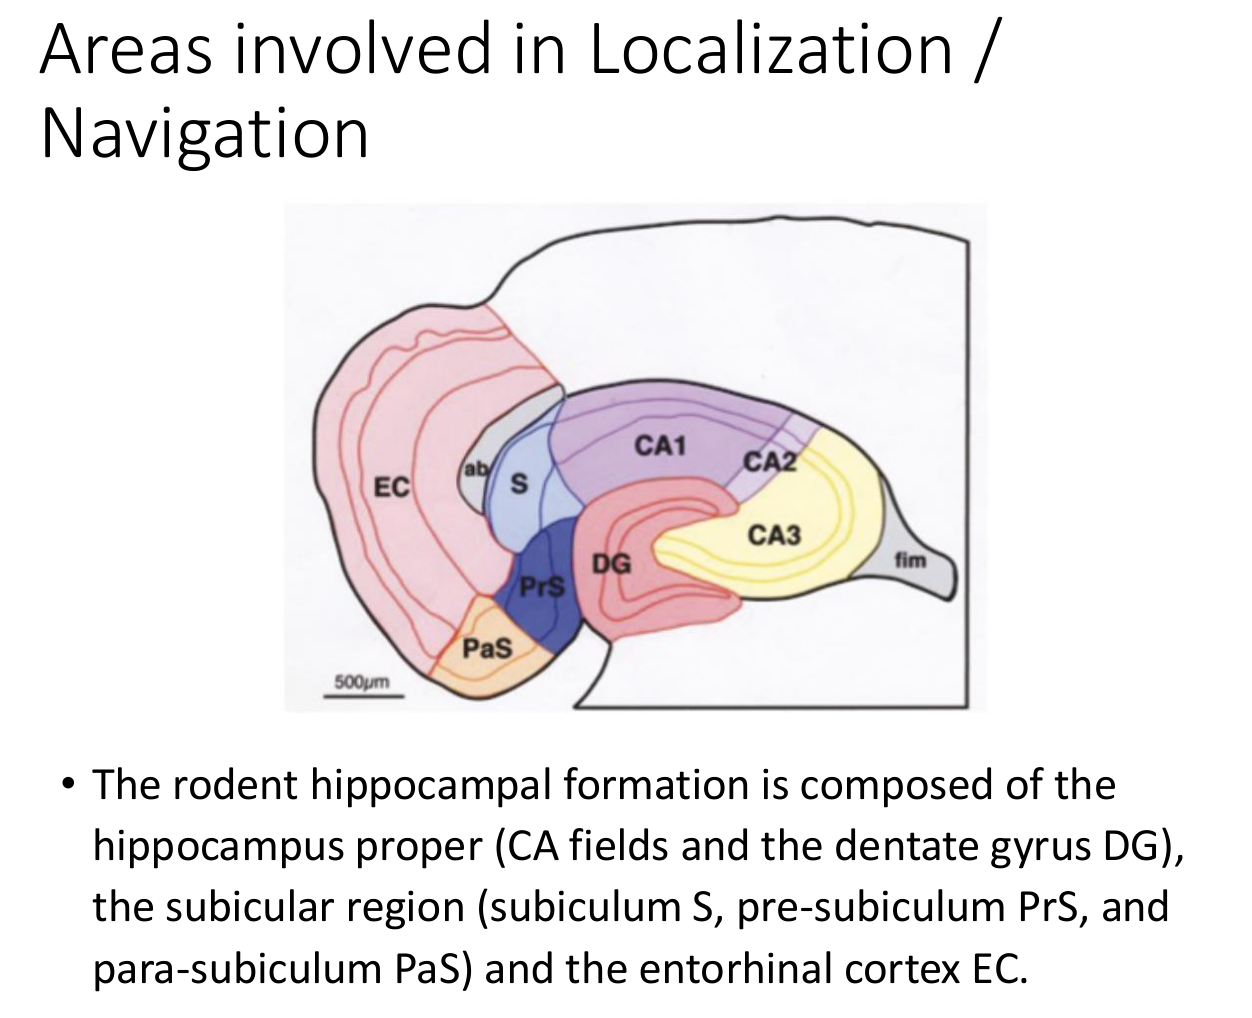 Areas involved in Localization /
Navigation
CA1
CA2
ab
S
EC
CA3
fim
DG
PrS
PaS
500µm
• The rodent hippocampal formation is composed of the
hippocampus proper (CA fields and the dentate gyrus DG),
the subicular region (subiculum S, pre-subiculum PrS, and
para-subiculum PaS) and the entorhinal cortex EC.